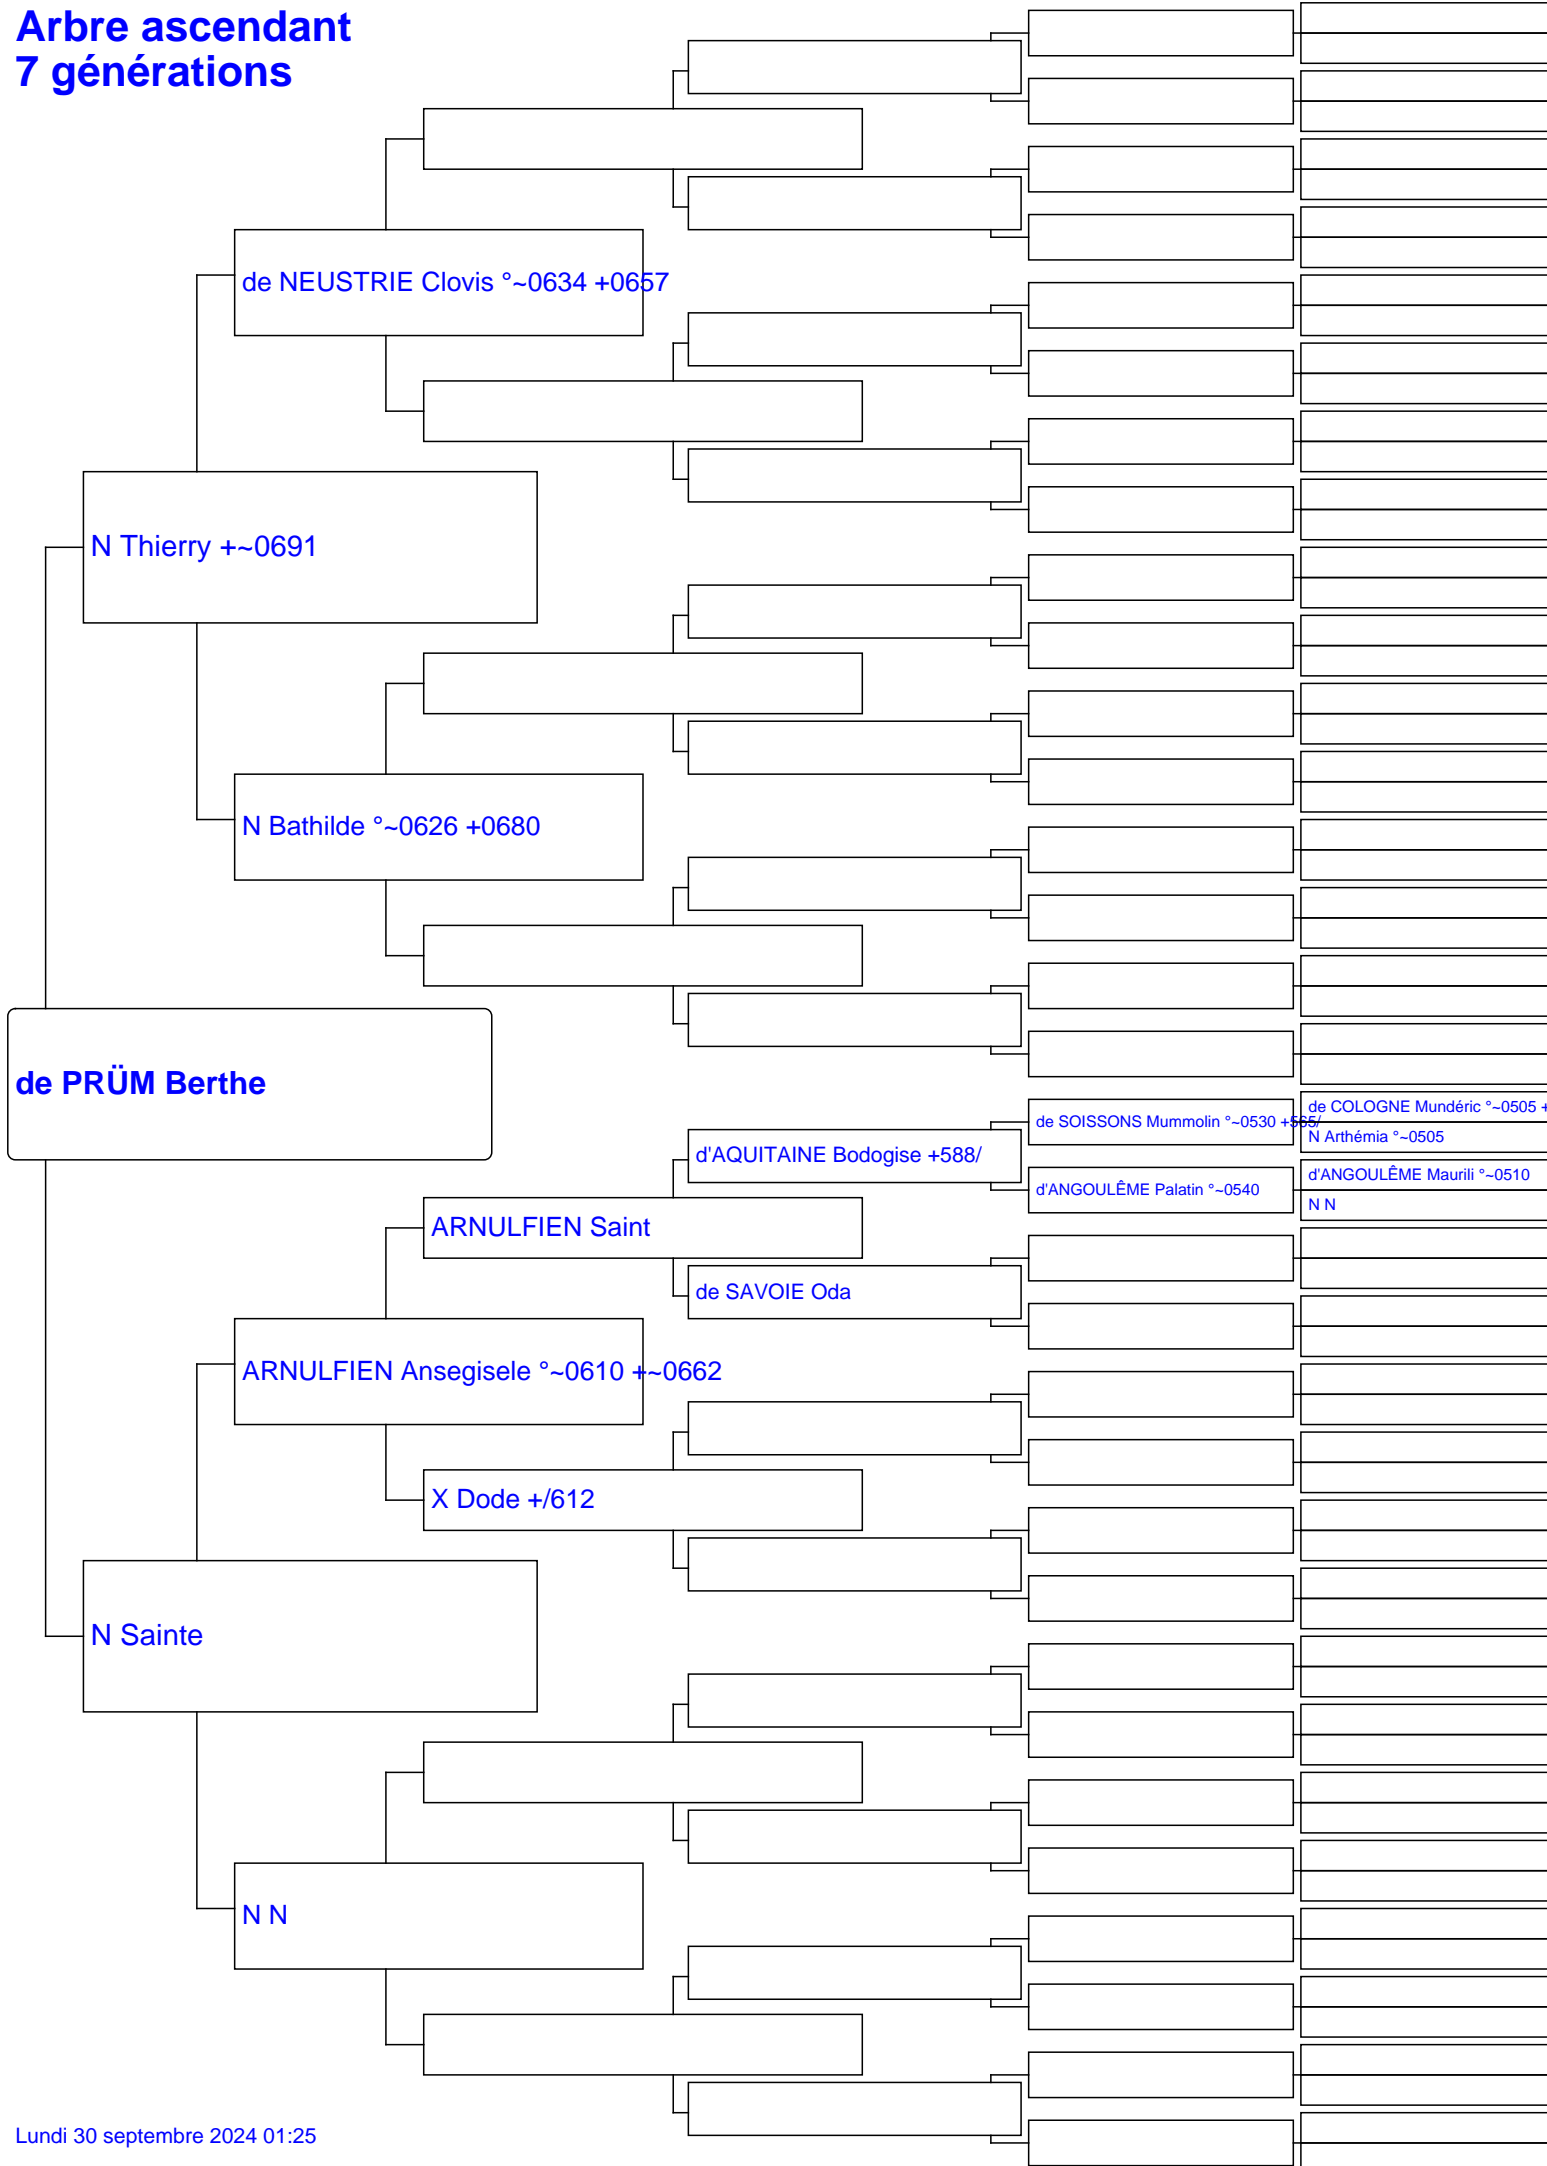 Arbre ascendant
7 générations
de NEUSTRIE Clovis °~0634 +0657
N Thierry +~0691
N Bathilde °~0626 +0680
de PRÜM Berthe
de COLOGNE Mundéric °~0505 +
de SOISSONS Mummolin °~0530 +565/
N Arthémia °~0505
d'AQUITAINE Bodogise +588/
d'ANGOULÊME Maurili °~0510
d'ANGOULÊME Palatin °~0540
N N
ARNULFIEN Saint
de SAVOIE Oda
ARNULFIEN Ansegisele °~0610 +~0662
X Dode +/612
N Sainte
N N
Lundi 30 septembre 2024 01:25